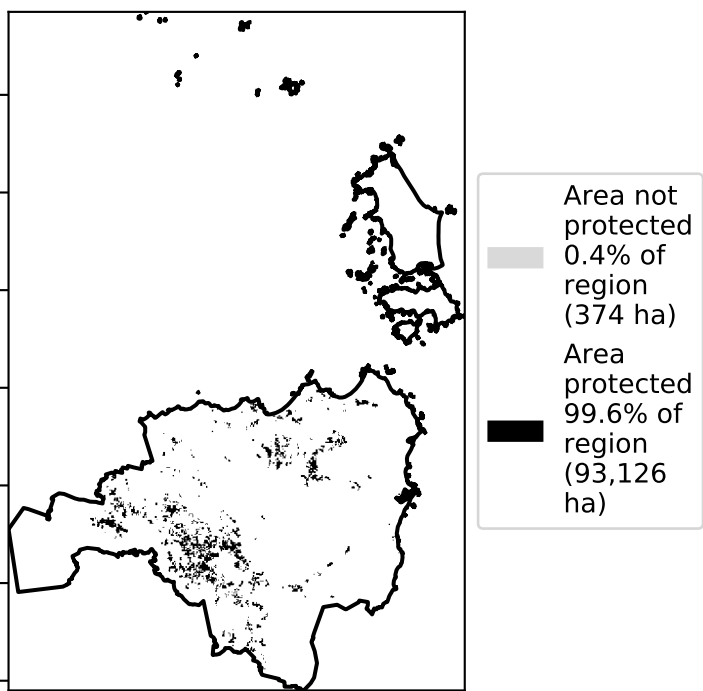 Area not
protected
0.4% of
region
(374 ha)
Area
protected
99.6% of
region
(93,126
ha)